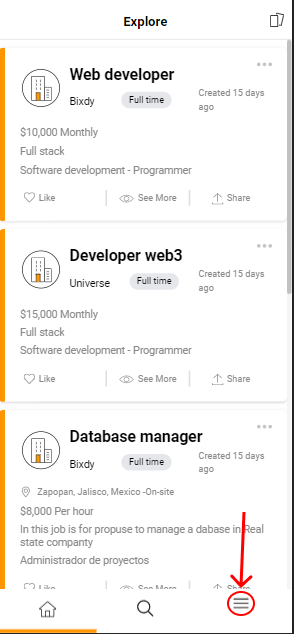 Explore
Web developer
Bixdy Full time Created 15 days
ago
$10,000 Monthly
Full stack
Software development - Programmer
Like See More Share
Developer web3
Universe Full time Created 15 days
ago
$15,000 Monthly
Full stack
Software development - Programmer
Like See More Share
Database manager
Bixdy Full time Created 15 days
ago
Zapopan, Jalisco, Mexico -On-site
$8,000 Per hour
In this job is for propuse to manage a dabase in Real
state companty
Administrador de proyectos
Like See More Share